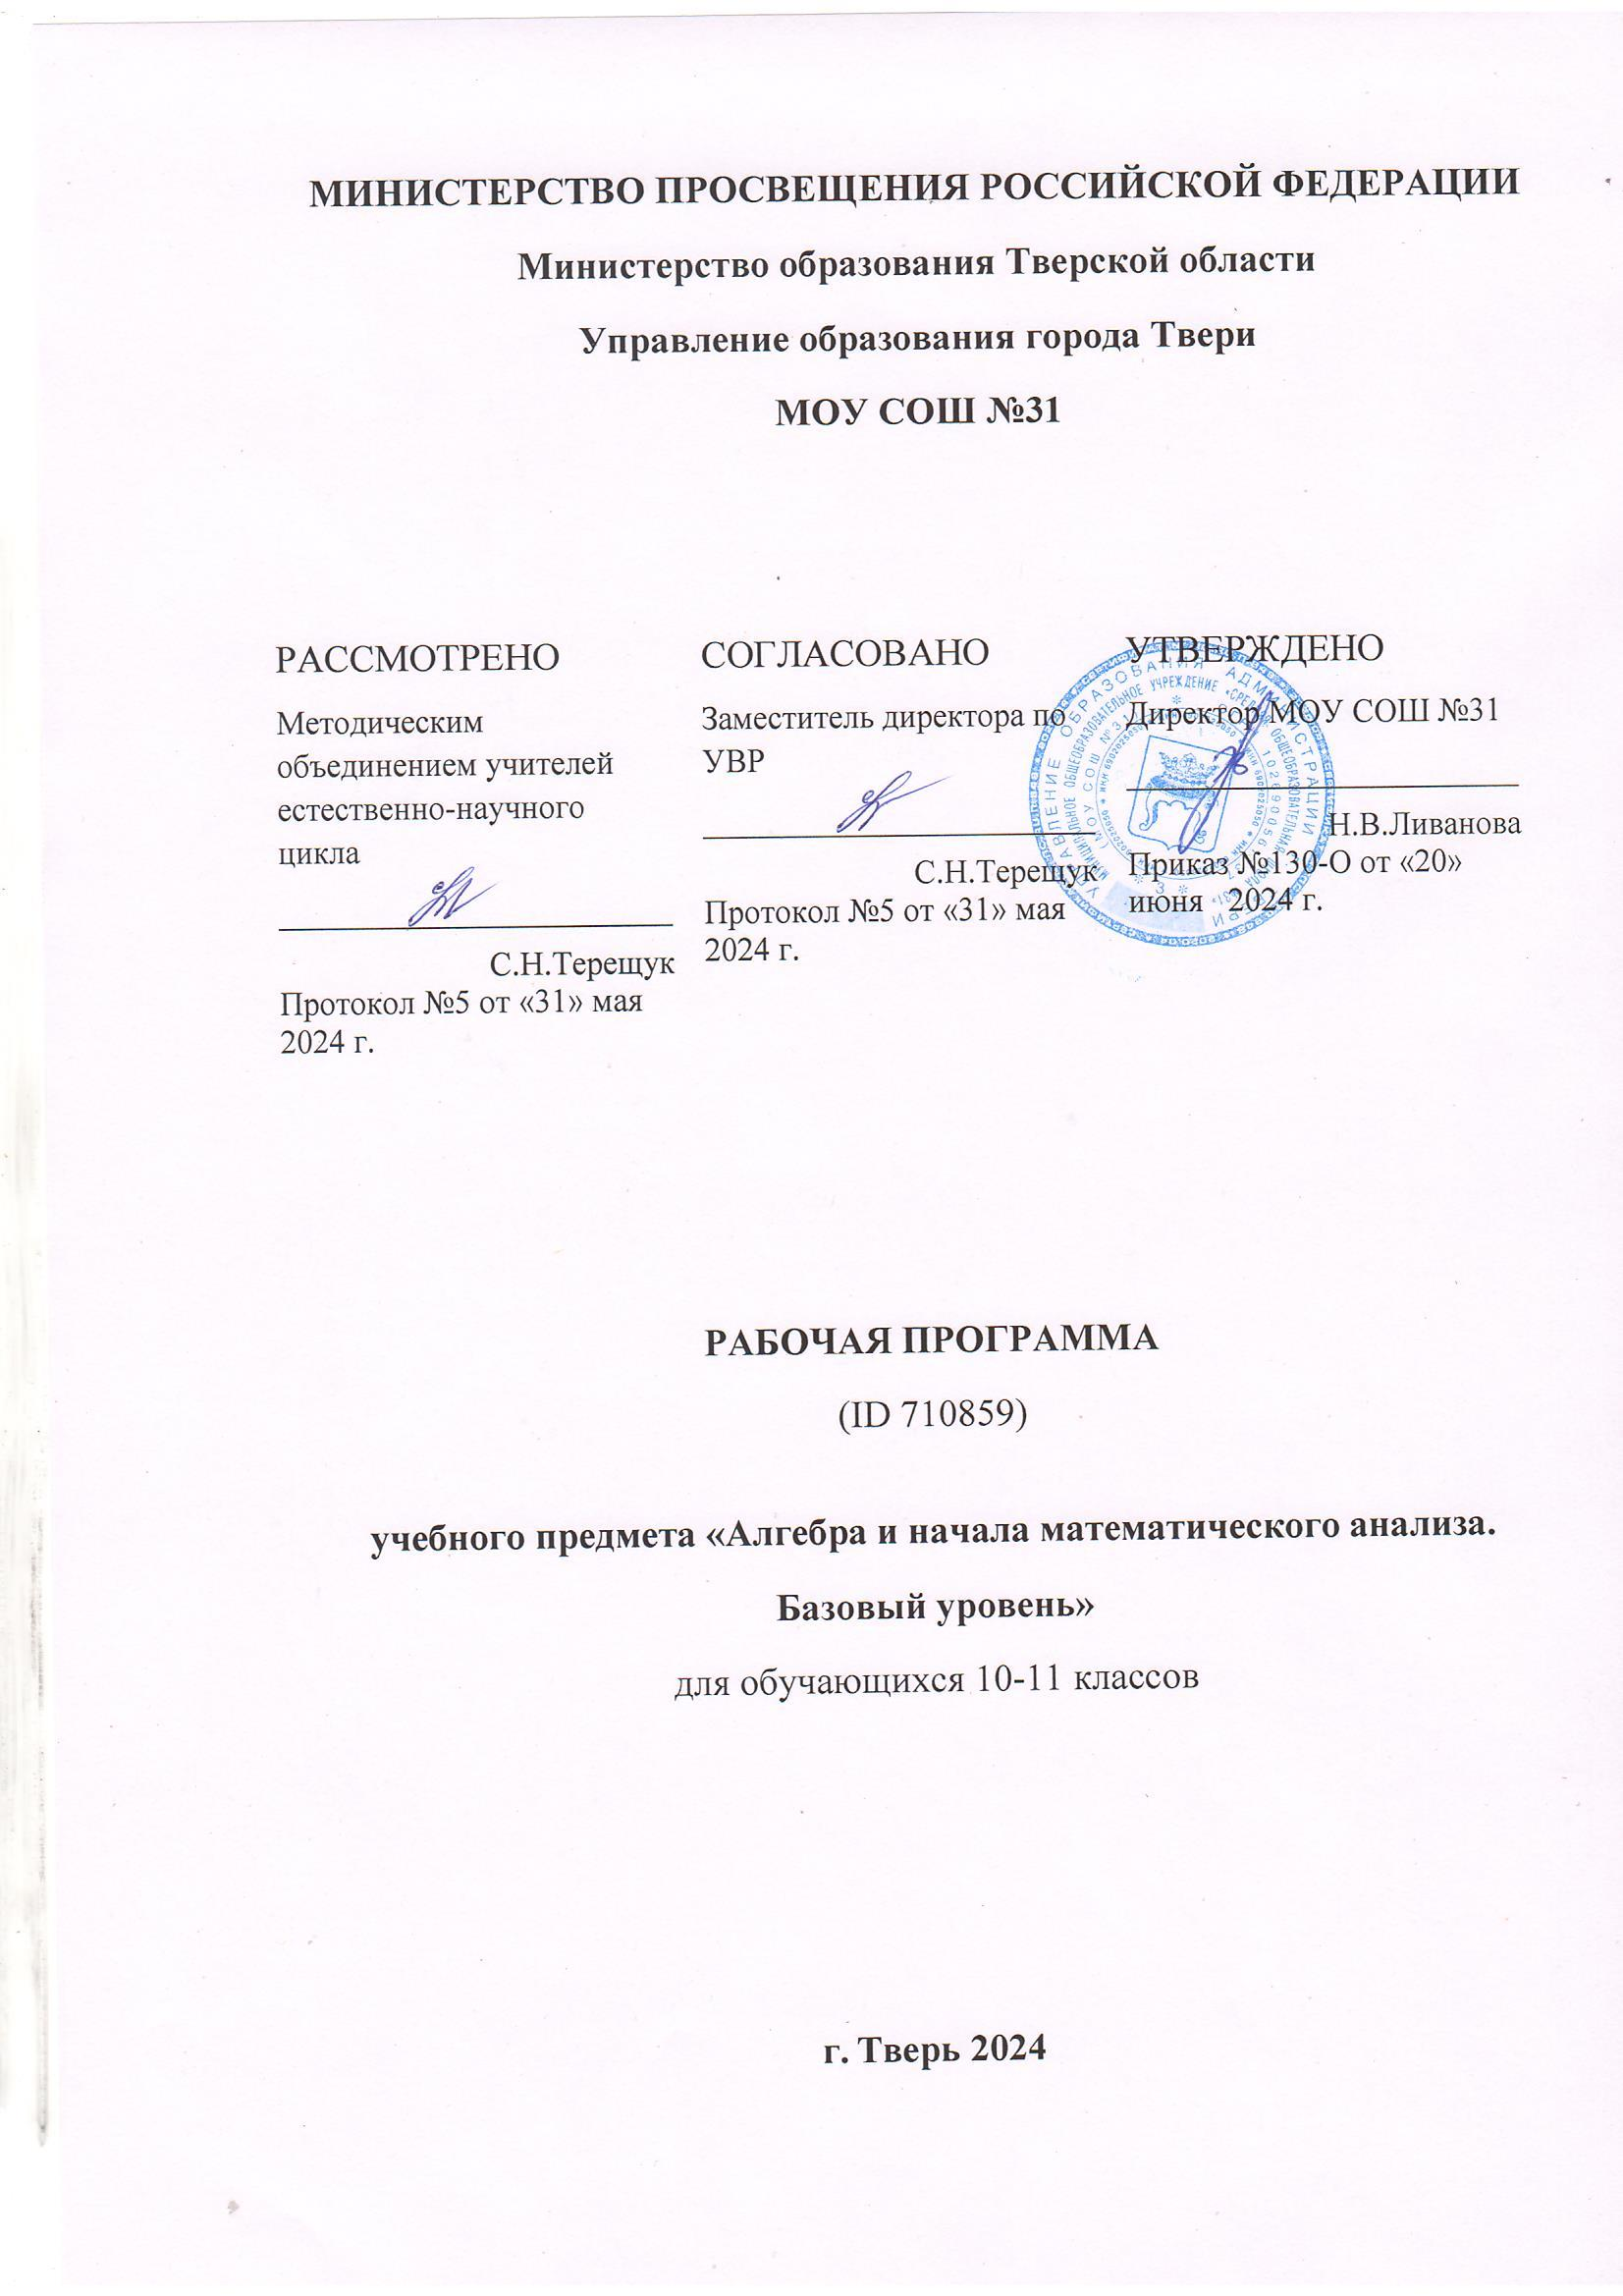 МИНИСТЕРСТВО ПРОСВЕЩЕНИЯ РОССИЙСКОЙ ФЕДЕРАЦИИ
Министерство образования Тверской области
Управление образования города Твери
МОУ СОШ №31
РАССМОТРЕНО
Методическим
объединением учителей
естественно-научного
цикла
С.Н.Терещук
Протокол №5 от «31» мая
2024 г.
СОГЛАСОВАНО
Заместитель директора по
УВР
С.Н.Терещук
Протокол №5 от «31» мая
2024 г.
УТВЕРЖДЕНО
Директор МОУ СОШ №31
Н.В.Ливанова
Приказ №130-О от «20»
июня 2024 г.
РАБОЧАЯ ПРОГРАММА
(ID 710859)
учебного предмета «Алгебра и начала математического анализа.
Базовый уровень»
для обучающихся 10-11 классов
г. Тверь 2024